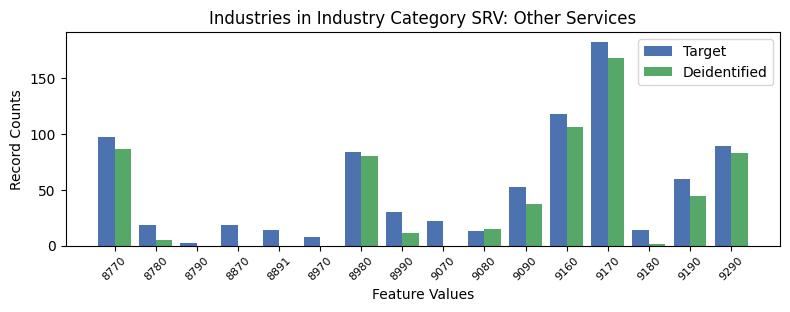 Industries in Industry Category SRV: Other Services
Target
Deidentified
Record Counts
150
100
50
0
8770 8780 8790 8870 8891 8970 8980 8990 9070 9080 9090 9160 9170 9180 9190 9290
Feature Values